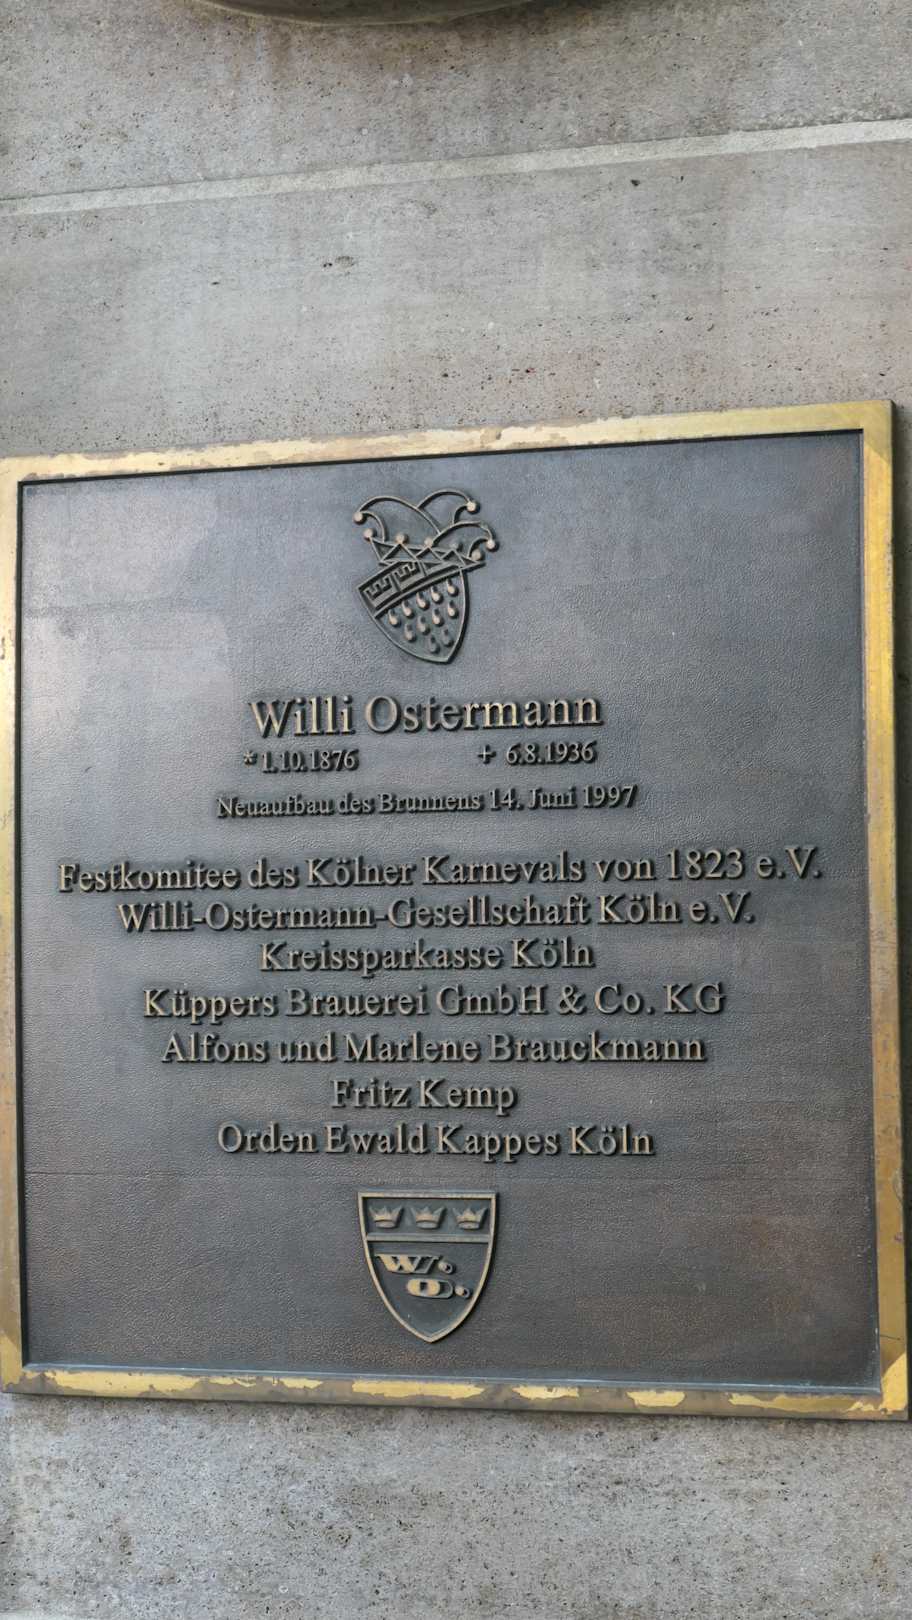 Willi Ostermann
*1.10.1876 +6.8.1936
Neuaufbau des Brunnens 14. Juni 1997
Festkomitee des Kölner Karnevals von 1823 e.V.
Willi-Ostermann-Gesellschaft Köln e.V.
Kreissparkasse Köln
Küppers Brauerei GmbH & Co. KG
Alfons und Marlene Brauckmann
Fritz Kemp
Orden Ewald Kappes Köln
W.
O.